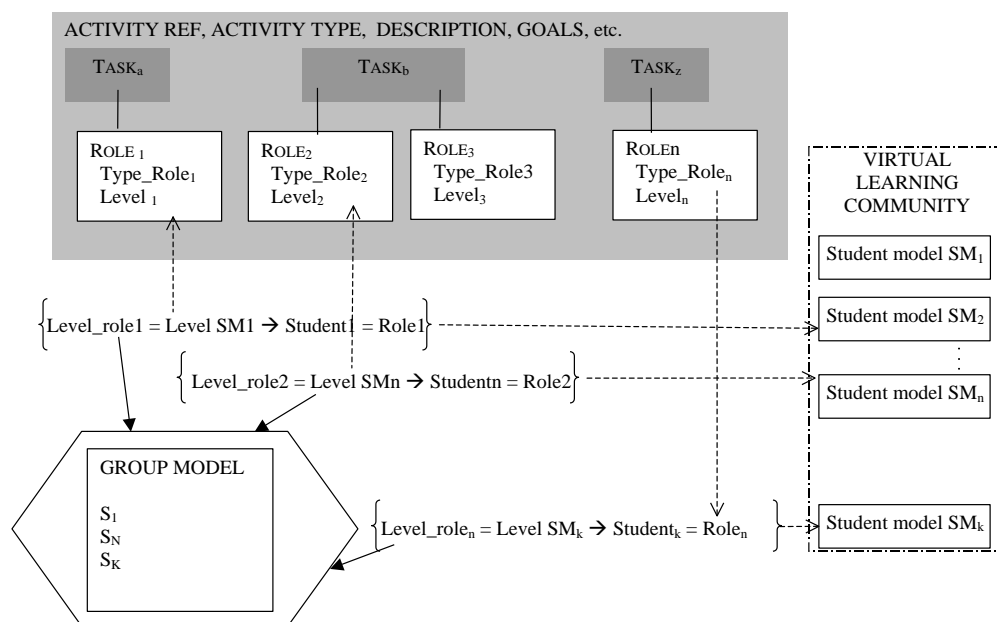 ACTIVITY REF, ACTIVITY TYPE, DESCRIPTION, GOALS, etc.
TASKa
TASKb
TASKz
ROLE 1
Type_Role1
Level 1
ROLE2
Type_Role2
Level2
ROLE3
Type_Role3
Level3
ROLEn
Type_Rolen
Leveln
VIRTUAL
LEARNING
COMMUNITY
Student model SM1
Student model SM2
Student model SMn
Student model SMk
{Level_role1 = Level SM1 → Student1 = Role1}
{Level_role2 = Level SMn → Studentn = Role2}
{Level_rolen = Level SMk → Studentk = Rolen}
GROUP MODEL
S1
SN
SK